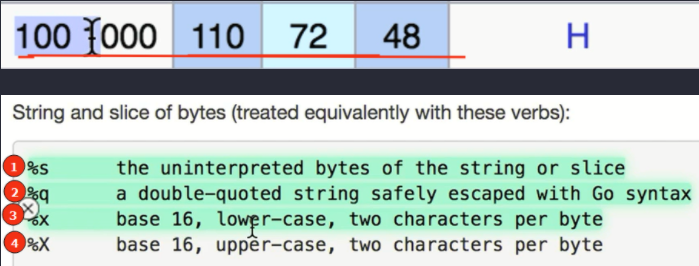 100 1000 110 72 48 H
String and slice of bytes (treated equivalently with these verbs):
1 %s the uninterpreted bytes of the string or slice
2 %q a double-quoted string safely escaped with Go syntax
3 %x base 16, lower-case, two characters per byte
4 %X base 16, upper-case, two characters per byte